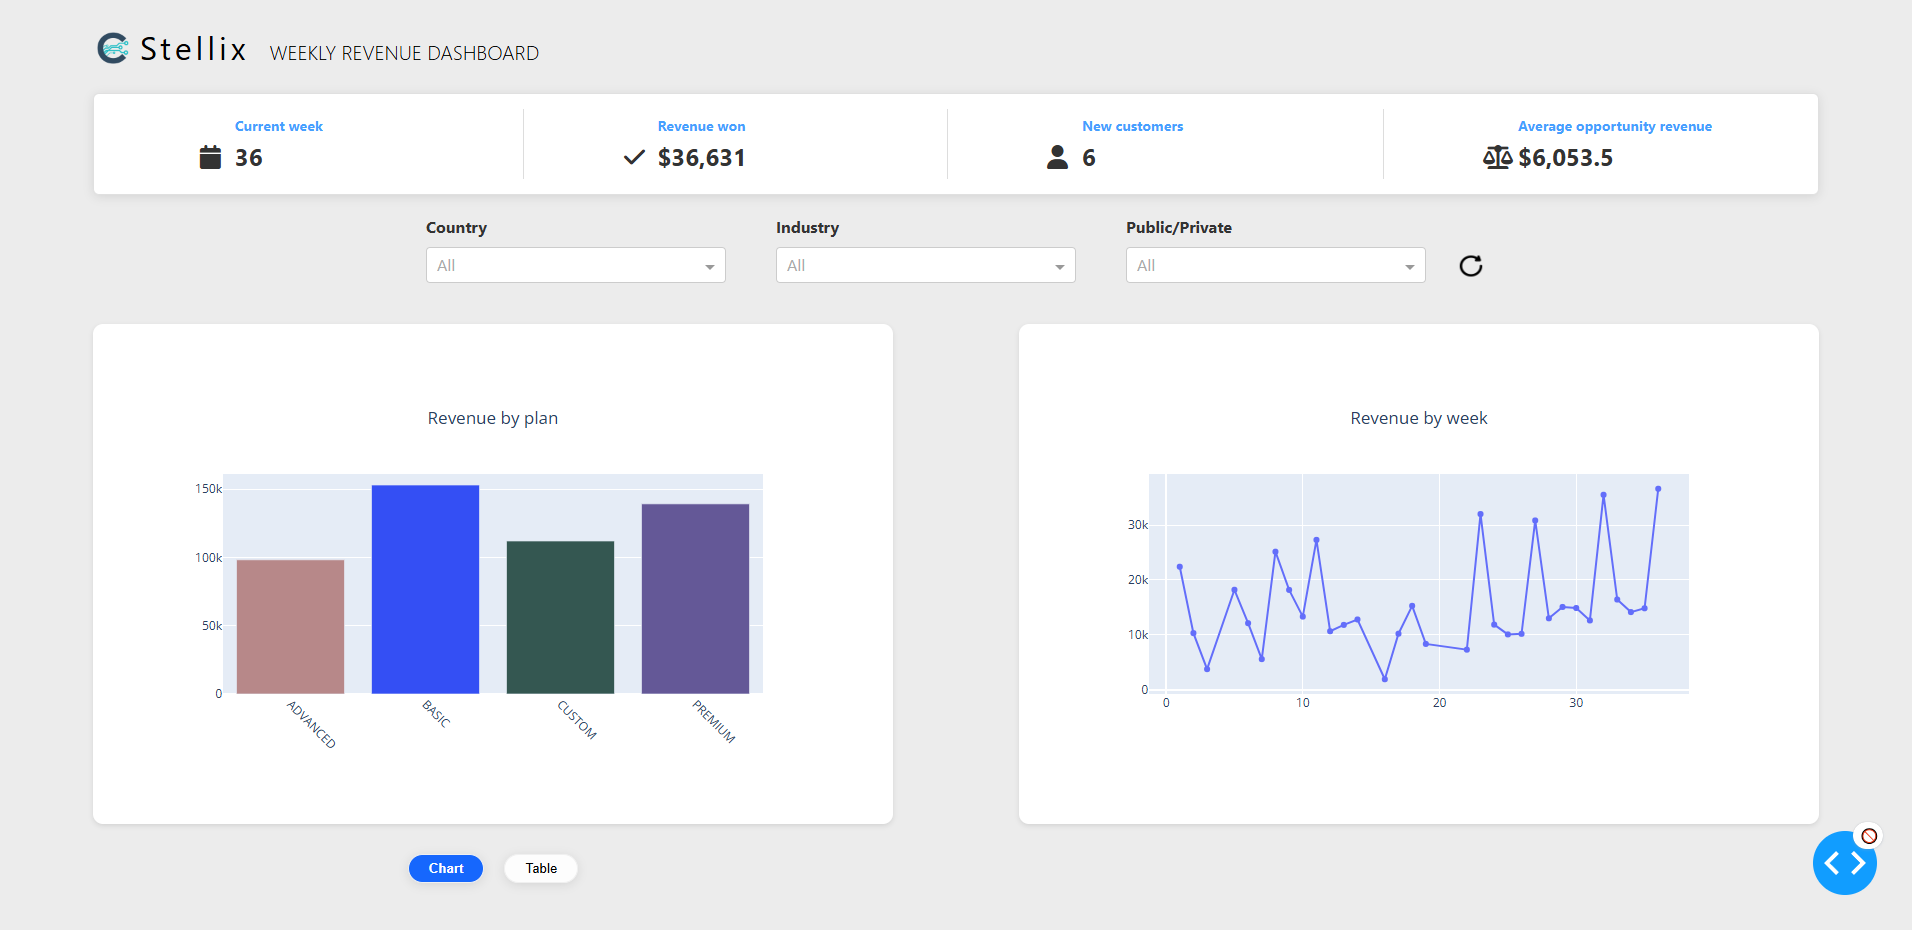 Stellix WEEKLY REVENUE DASHBOARD
Current week
36
Revenue won
$36,631
New customers
6
Average opportunity revenue
$6,053.5
Country
All
Industry
All
Public/Private
All
Revenue by plan
150k
100k
50k
0
ADVANCED
BASIC
CUSTOM
PREMIUM
Revenue by week
30k
20k
10k
0
0 10 20 30
Chart
Table